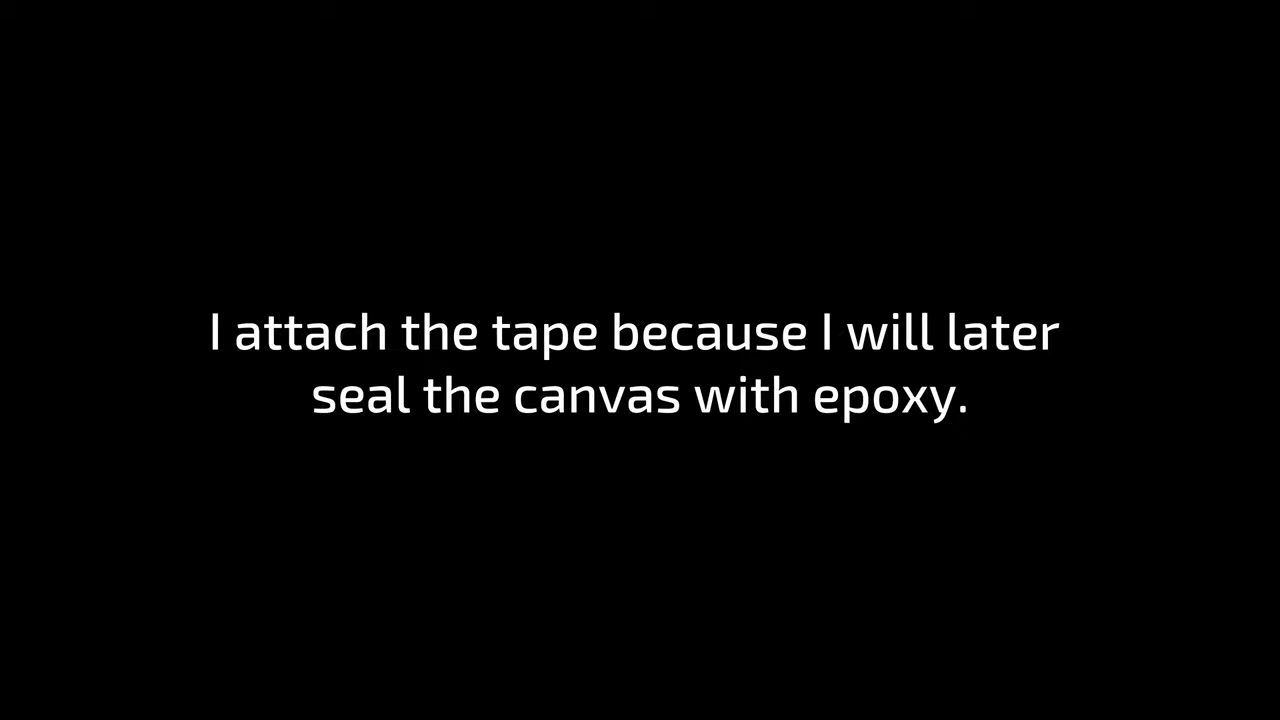 I attach the tape because I will later
seal the canvas with epoxy.